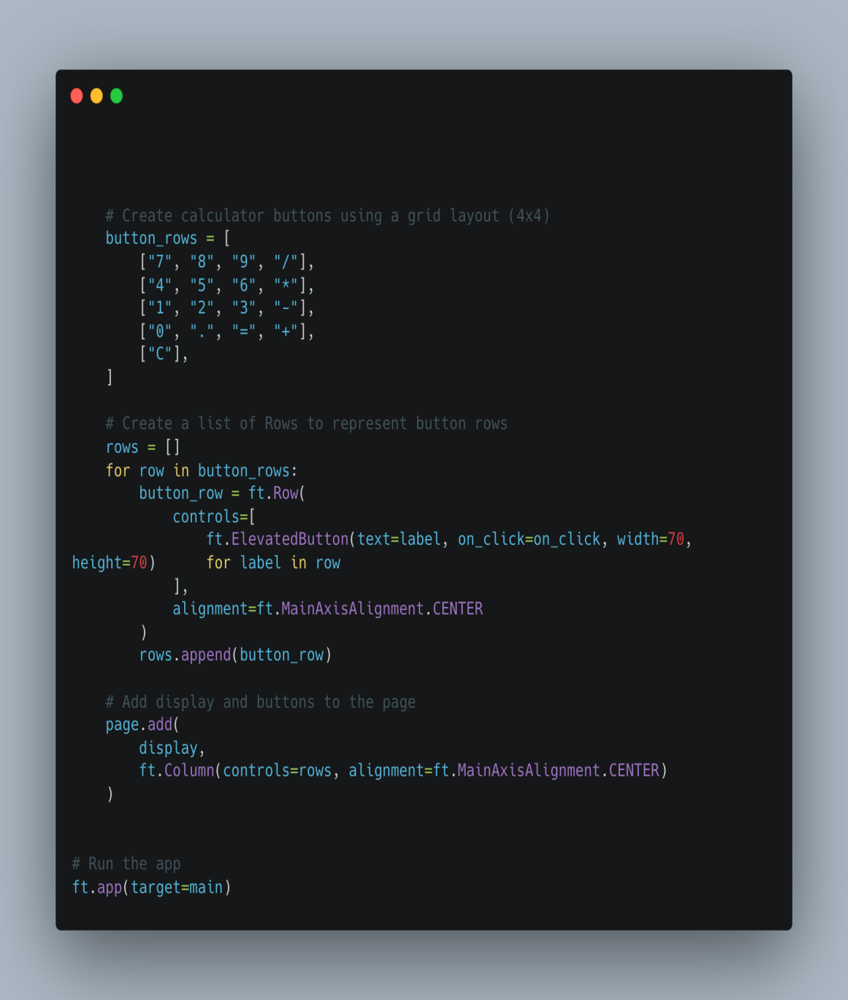 # Create calculator buttons using a grid layout (4x4)
    button_rows = [
        ["7", "8", "9", "/"],
        ["4", "5", "6", "*"],
        ["1", "2", "3", "-"],
        ["0", ".", "=", "+"],
        ["C"],
    ]

    # Create a list of Rows to represent button rows
    rows = []
    for row in button_rows:
        button_row = ft.Row(
            controls=[
                ft.ElevatedButton(text=label, on_click=on_click, width=70,
height=70)      for label in row
            ],
            alignment=ft.MainAxisAlignment.CENTER
        )
        rows.append(button_row)

    # Add display and buttons to the page
    page.add(
        display,
        ft.Column(controls=rows, alignment=ft.MainAxisAlignment.CENTER)
    )


# Run the app
ft.app(target=main)